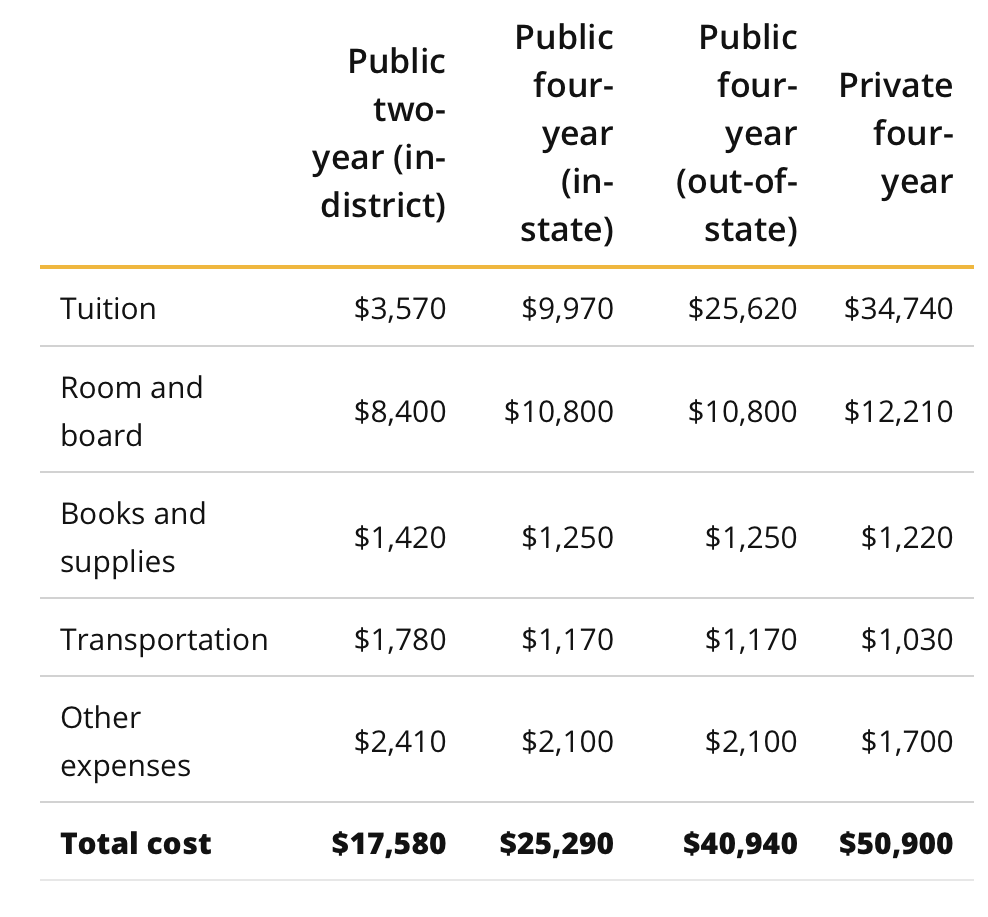 Public two-year (in-district) Public four-year (in-state) Public four-year (out-of-state) Private four-year
Tuition $3,570 $9,970 $25,620 $34,740
Room and board $8,400 $10,800 $10,800 $12,210
Books and supplies $1,420 $1,250 $1,250 $1,220
Transportation $1,780 $1,170 $1,170 $1,030
Other expenses $2,410 $2,100 $2,100 $1,700
Total cost $17,580 $25,290 $40,940 $50,900